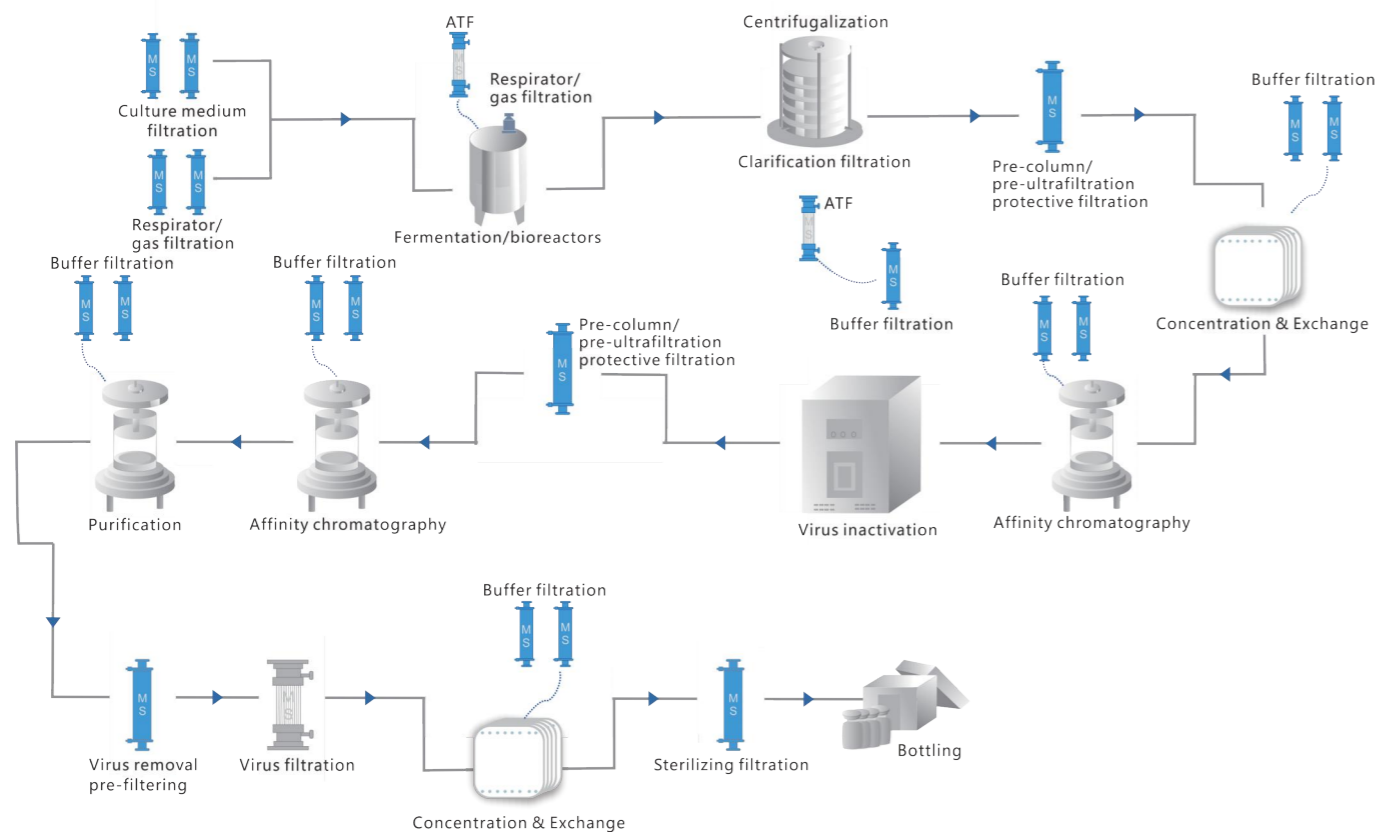 ATF
Centrifugalization
Respirator/
gas filtration
Buffer filtration
M
S
M
S
MS
M
S
M
S
M
S
Culture medium
filtration
Clarification filtration
Pre-column/
pre-ultrafiltration
protective filtration
M
S
M
S
Respirator/
gas filtration
Fermentation/bioreactors
ATF
MS
M
S
Buffer filtration
Buffer filtration
Buffer filtration
Buffer filtration
Concentration & Exchange
M
S
M
S
M
S
M
S
M
S
M
S
Pre-column/
pre-ultrafiltration
protective filtration
M
S
Purification
Affinity chromatography
Virus inactivation
Affinity chromatography
Buffer filtration
M
S
M
S
M
S
M
S
M
S
Virus removal
pre-filtering
Virus filtration
Sterilizing filtration
Bottling
Concentration & Exchange